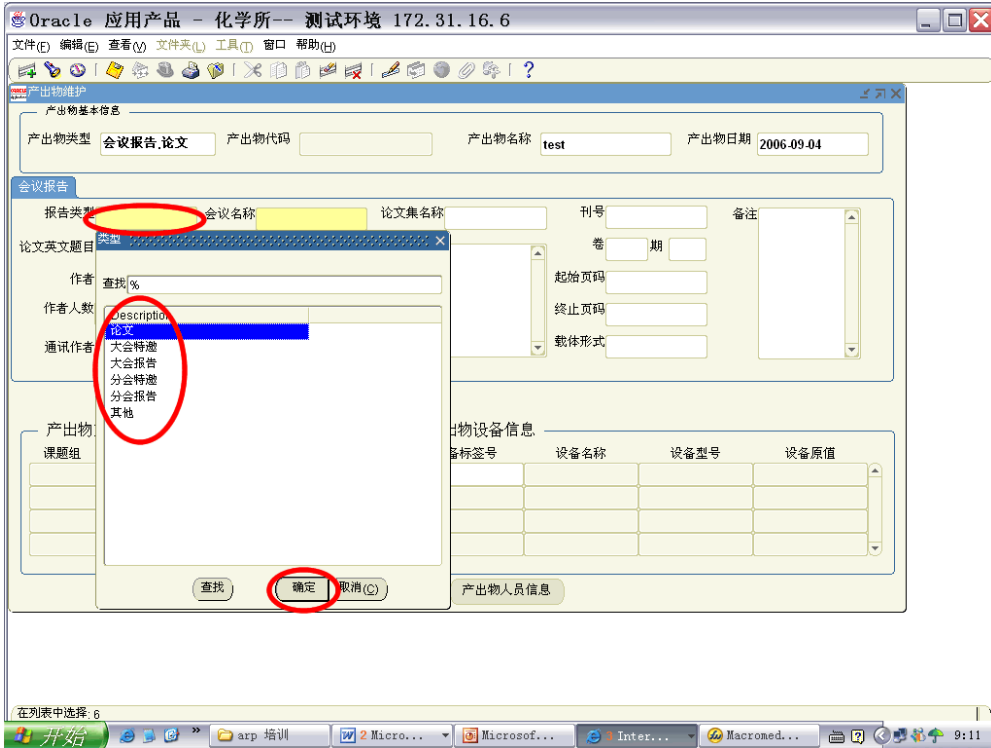 Oracle 应用产品 - 化学所-- 测试环境 172.31.16.6
文件(F) 编辑(E) 查看(V) 文件夹(L) 工具(T) 窗口 帮助(H)
产出物维护
产出物基本信息
产出物类型 会议报告,论文 产出物代码 产出物名称 test 产出物日期 2006-09-04
会议报告
报告类型 会议名称 论文集名称 刊号 备注
论文英文题目 卷 期
作者 起始页码
作者人数 终止页码
通讯作者 载体形式
类型
查找 %
Description
论文
大会特邀
大会报告
分会特邀
分会报告
其他
产出物 出物设备信息
课题组 备标签号 设备名称 设备型号 设备原值
查找 确定 取消(C) 产出物人员信息
在列表中选择: 6
开始 » arp 培训 2 Micro... Microsof... 3 Inter... Macromed... 9:11